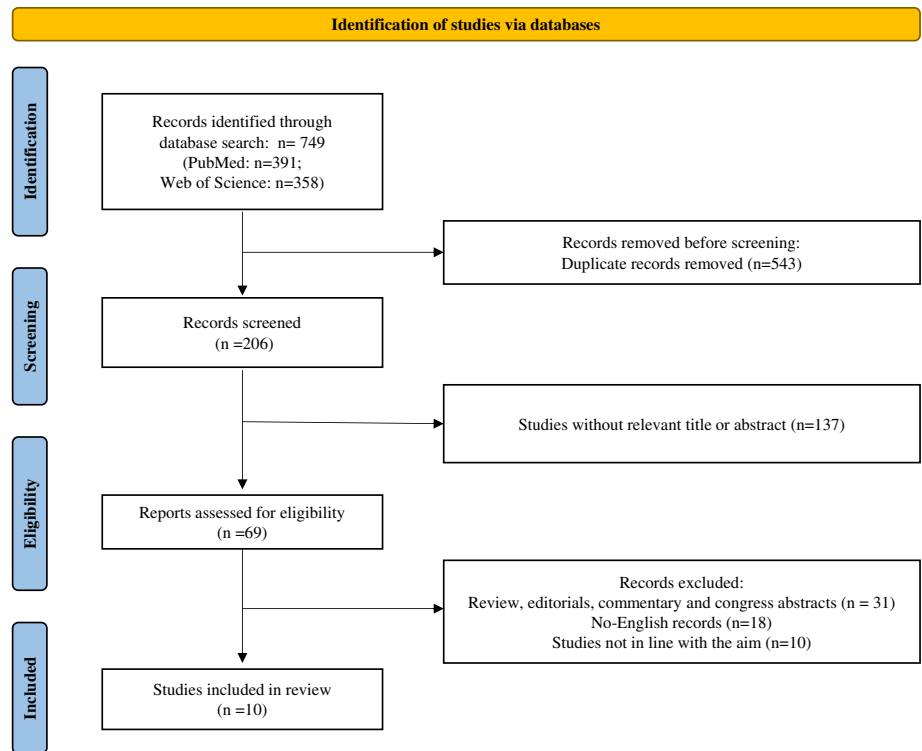 Identification of studies via databases
Identification
Records identified through
database search:  n= 749
(PubMed: n=391;
Web of Science: n=358)
Records removed before screening:
Duplicate records removed (n=543)
Screening
Records screened
(n =206)
Studies without relevant title or abstract (n=137)
Eligibility
Reports assessed for eligibility
(n =69)
Records excluded:
Review, editorials, commentary and congress abstracts (n = 31)
No-English records (n=18)
Studies not in line with the aim (n=10)
Included
Studies included in review
(n =10)